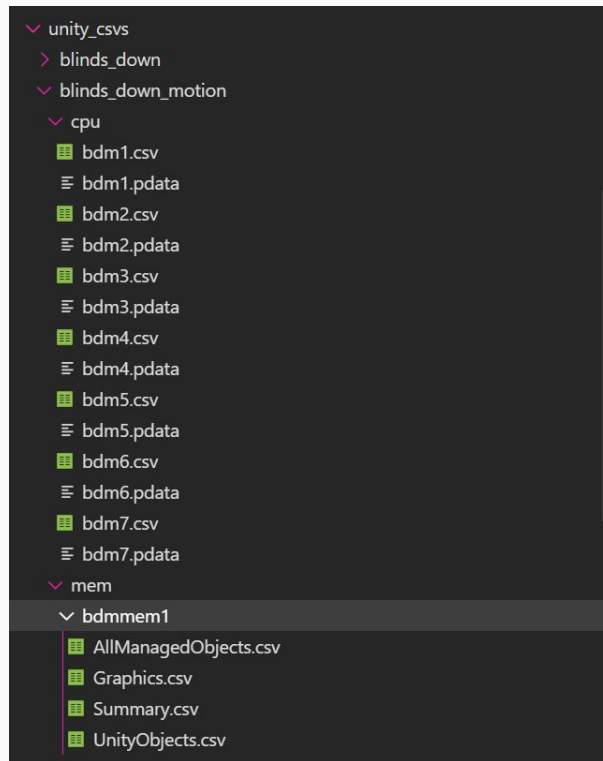 unity_csvs
blinds_down
blinds_down_motion
cpu
bdm1.csv
bdm1.pdata
bdm2.csv
bdm2.pdata
bdm3.csv
bdm3.pdata
bdm4.csv
bdm4.pdata
bdm5.csv
bdm5.pdata
bdm6.csv
bdm6.pdata
bdm7.csv
bdm7.pdata
mem
bdmmem1
AllManagedObjects.csv
Graphics.csv
Summary.csv
UnityObjects.csv